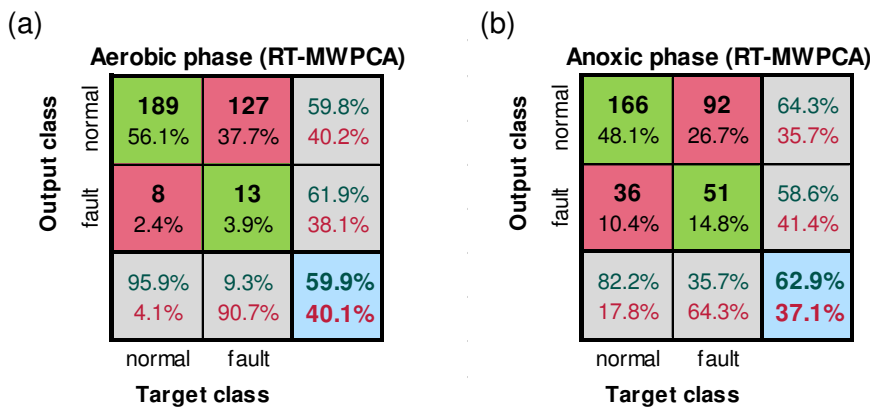 (a)
Aerobic phase (RT-MWPCA)
Output class
normal
fault
189 127 59.8%
56.1% 37.7% 40.2%
8 13 61.9%
2.4% 3.9% 38.1%
95.9% 9.3% 59.9%
4.1% 90.7% 40.1%
normal fault
Target class
(b)
Anoxic phase (RT-MWPCA)
Output class
normal
fault
166 92 64.3%
48.1% 26.7% 35.7%
36 51 58.6%
10.4% 14.8% 41.4%
82.2% 35.7% 62.9%
17.8% 64.3% 37.1%
normal fault
Target class